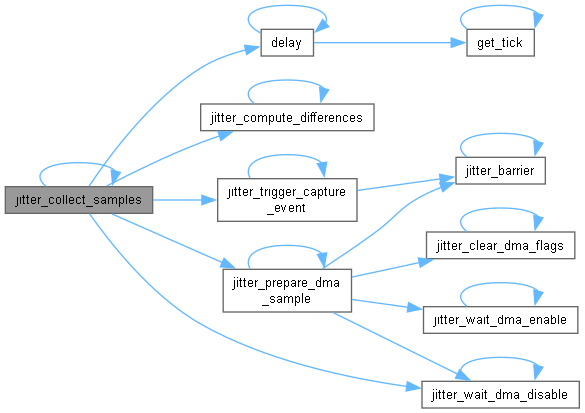 delay
get_tick
jitter_compute_differences
jitter_barrier
jitter_collect_samples
jitter_trigger_capture
_event
jitter_clear_dma_flags
jitter_prepare_dma
_sample
jitter_wait_dma_enable
jitter_wait_dma_disable